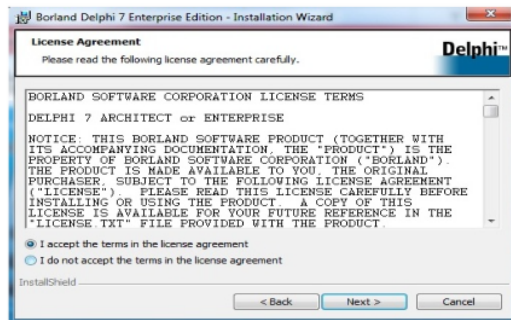 Borland Delphi 7 Enterprise Edition - Installation Wizard
License Agreement
Please read the following license agreement carefully.
Delphi™
BORLAND SOFTWARE CORPORATION LICENSE TERMS
DELPHI 7 ARCHITECT or ENTERPRISE
NOTICE: THIS BORLAND SOFTWARE PRODUCT (TOGETHER WITH
ITS ACCOMPANYING DOCUMENTATION, THE "PRODUCT") IS THE
PROPERTY OF BORLAND SOFTWARE CORPORATION ("BORLAND").
THE PRODUCT IS MADE AVAILABLE TO YOU, THE ORIGINAL
PURCHASER, SUBJECT TO THE FOLLOWING LICENSE AGREEMENT
("LICENSE"). PLEASE READ THIS LICENSE CAREFULLY BEFORE
INSTALLING OR USING THE PRODUCT. A COPY OF THIS
LICENSE IS AVAILABLE FOR YOUR FUTURE REFERENCE IN THE
"LICENSE.TXT" FILE PROVIDED WITH THE PRODUCT.
I accept the terms in the license agreement
I do not accept the terms in the license agreement
InstallShield
< Back
Next >
Cancel